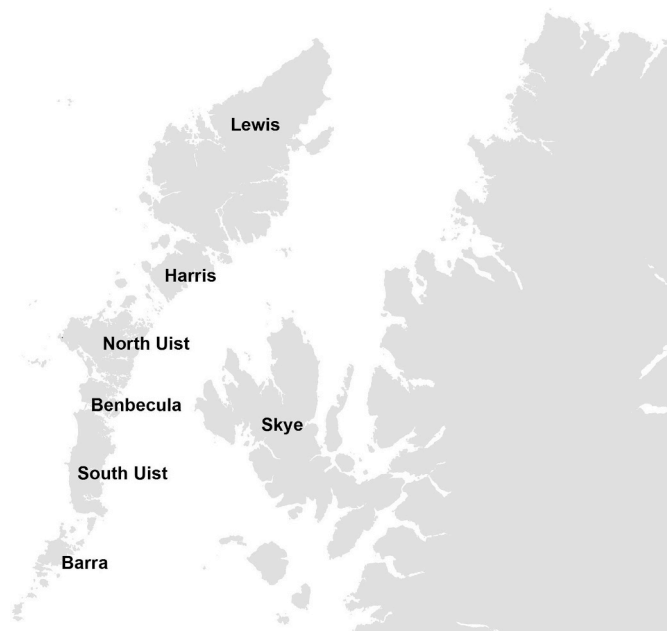 Lewis
Harris
North Uist
Benbecula
Skye
South Uist
Barra